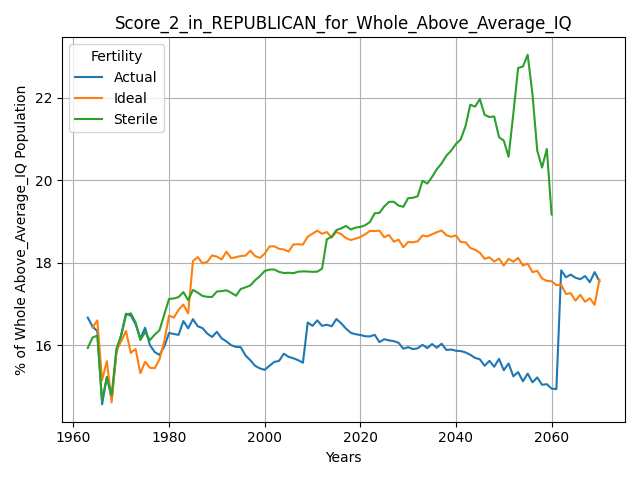 Score_2_in_REPUBLICAN_for_Whole_Above_Average_IQ
Fertility
Actual
Ideal
Sterile
% of Whole Above_Average_IQ Population
22
20
18
16
1960
1980
2000
2020
2040
2060
Years